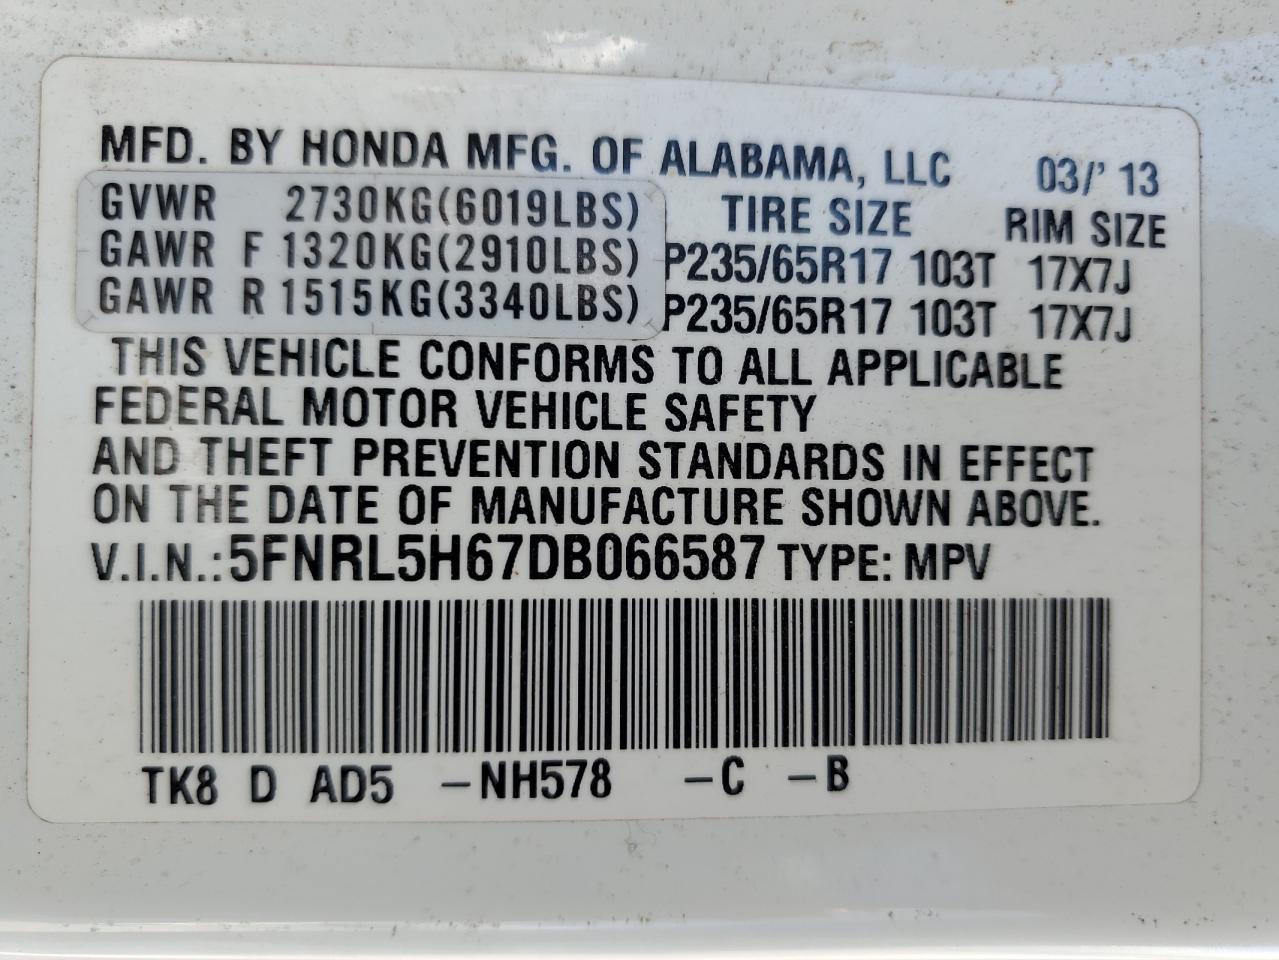 MFD. BY HONDA MFG. OF ALABAMA, LLC 03/' 13
GVWR 2730KG(6019LBS) TIRE SIZE RIM SIZE
GAWR F 1320KG(2910LBS) P235/65R17 103T 17X7J
GAWR R 1515KG(3340LBS) P235/65R17 103T 17X7J
THIS VEHICLE CONFORMS TO ALL APPLICABLE
FEDERAL MOTOR VEHICLE SAFETY
AND THEFT PREVENTION STANDARDS IN EFFECT
ON THE DATE OF MANUFACTURE SHOWN ABOVE.
V.I.N.:5FNRL5H67DB066587 TYPE: MPV
TK8 D AD5 –NH578 –C –B